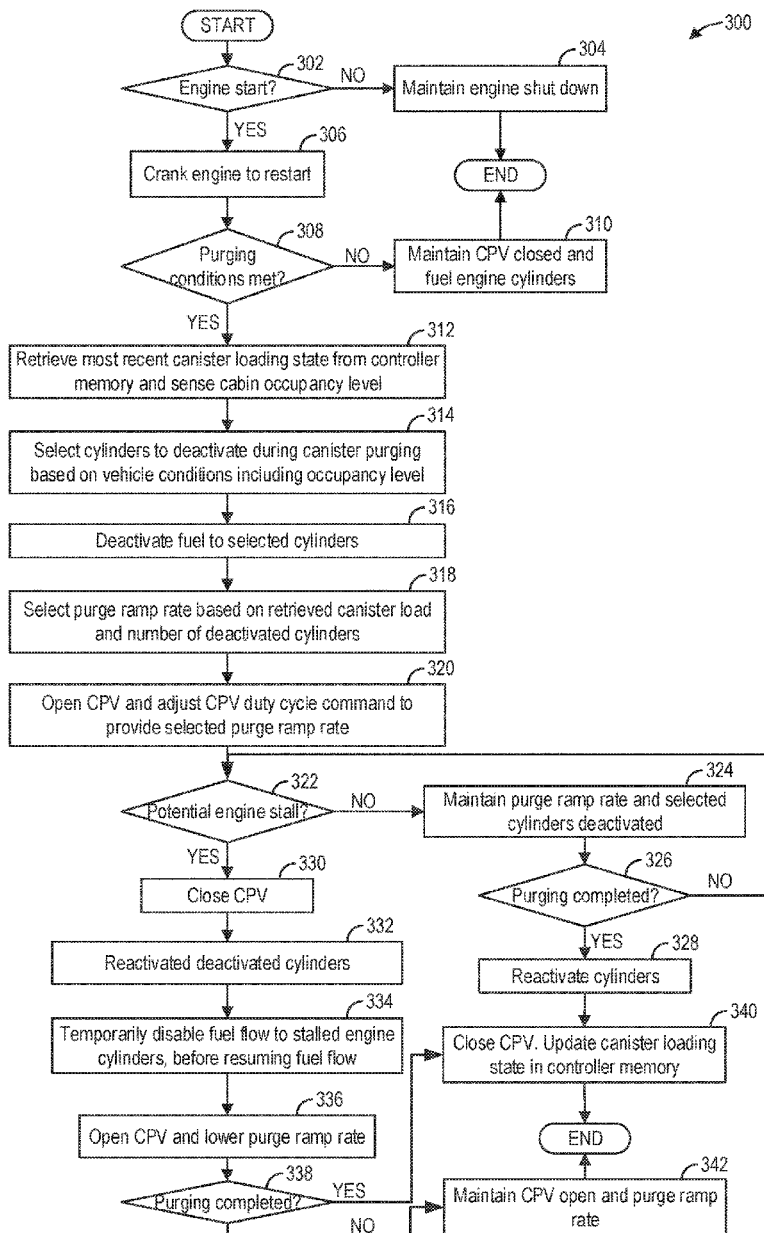 START
300
302
Engine start?
NO
304
Maintain engine shut down
YES
306
Crank engine to restart
END
308
Purging
conditions met?
NO
310
Maintain CPV closed and
fuel engine cylinders
YES
312
Retrieve most recent canister loading state from controller
memory and sense cabin occupancy level
314
Select cylinders to deactivate during canister purging
based on vehicle conditions including occupancy level
316
Deactivate fuel to selected cylinders
318
Select purge ramp rate based on retrieved canister load
and number of deactivated cylinders
320
Open CPV and adjust CPV duty cycle command to
provide selected purge ramp rate
322
Potential engine stall?
NO
324
Maintain purge ramp rate and selected
cylinders deactivated
YES
330
Close CPV
326
Purging completed?
NO
332
Reactivated deactivated cylinders
YES
328
Reactivate cylinders
334
Temporarily disable fuel flow to stalled engine
cylinders, before resuming fuel flow
340
Close CPV. Update canister loading
state in controller memory
336
Open CPV and lower purge ramp rate
END
338
Purging completed?
YES
342
Maintain CPV open and purge ramp
rate
NO